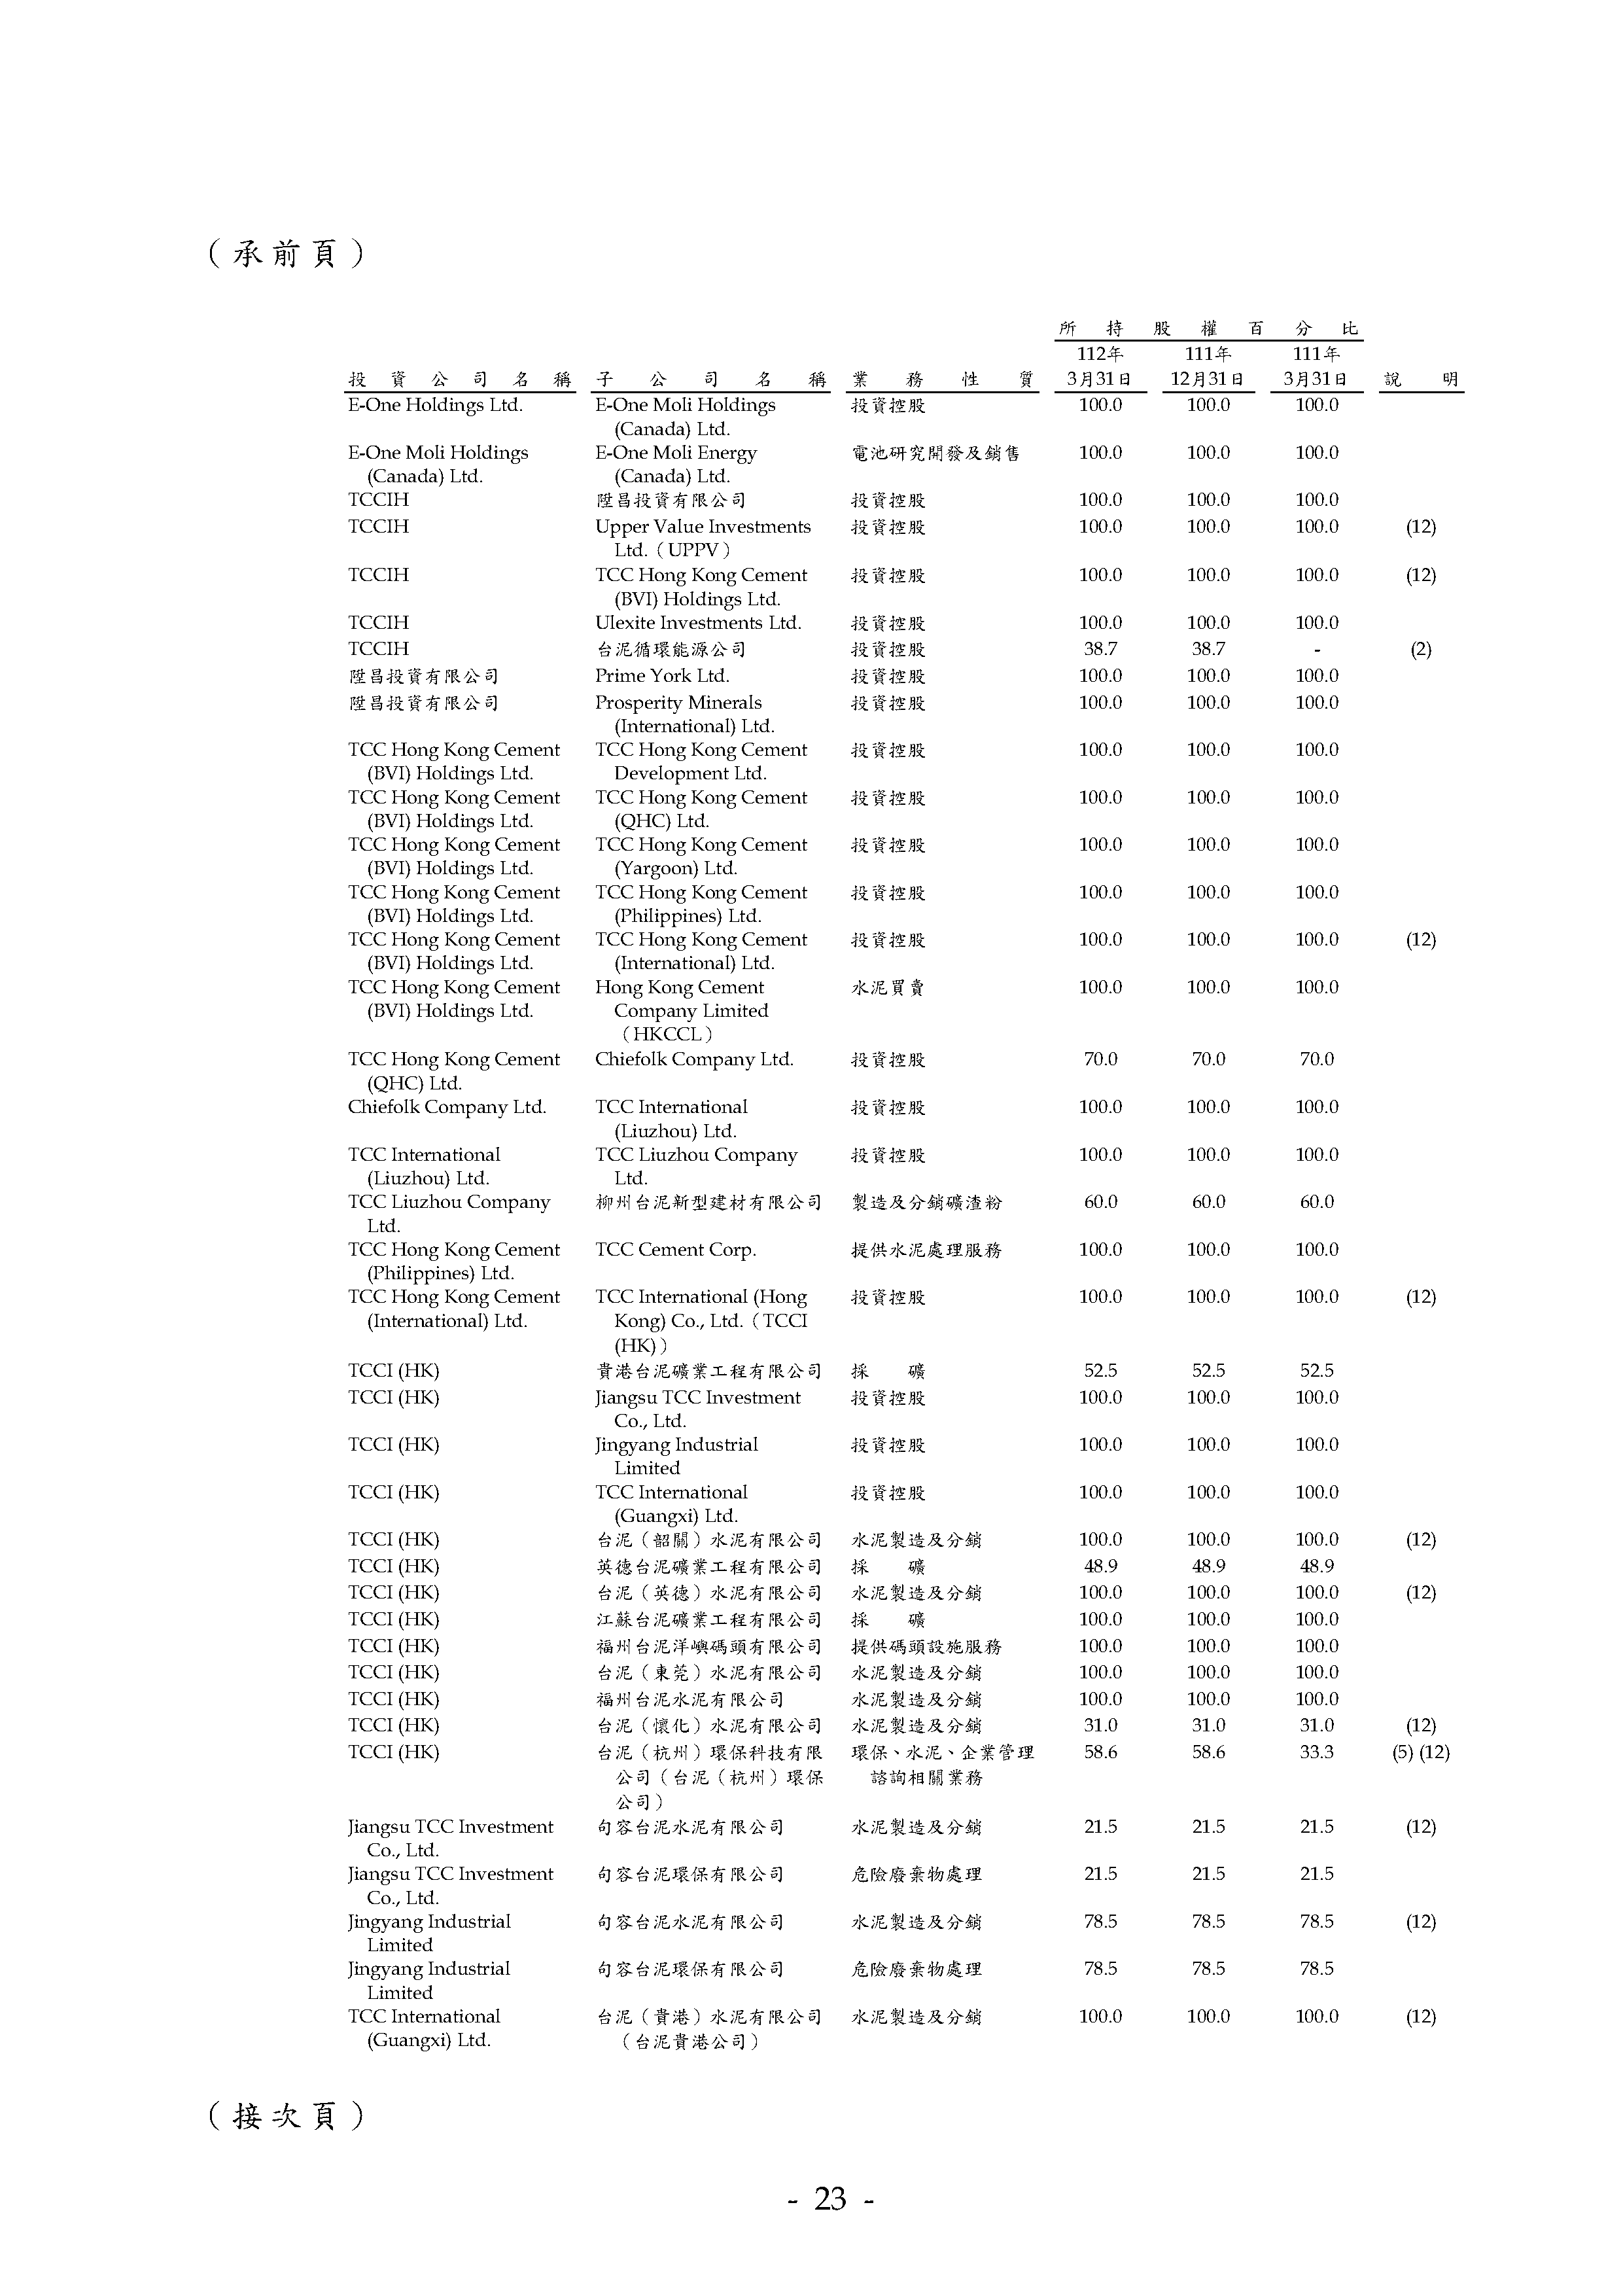 （承前頁）
所持股權百分比
112年 111年 111年
投資公司名稱 子公司名稱 業務性質 3月31日 12月31日 3月31日 說明
E-One Holdings Ltd. E-One Moli Holdings 投資控股 100.0 100.0 100.0
(Canada) Ltd.
E-One Moli Holdings E-One Moli Energy 電池研究開發及銷售 100.0 100.0 100.0
(Canada) Ltd. (Canada) Ltd.
TCCIH 陞昌投資有限公司 投資控股 100.0 100.0 100.0
TCCIH Upper Value Investments 投資控股 100.0 100.0 100.0 (12)
Ltd.（UPPV）
TCCIH TCC Hong Kong Cement 投資控股 100.0 100.0 100.0 (12)
(BVI) Holdings Ltd.
TCCIH Ulexite Investments Ltd. 投資控股 100.0 100.0 100.0
TCCIH 台泥循環能源公司 投資控股 38.7 38.7 - (2)
陞昌投資有限公司 Prime York Ltd. 投資控股 100.0 100.0 100.0
陞昌投資有限公司 Prosperity Minerals 投資控股 100.0 100.0 100.0
(International) Ltd.
TCC Hong Kong Cement TCC Hong Kong Cement 投資控股 100.0 100.0 100.0
(BVI) Holdings Ltd. Development Ltd.
TCC Hong Kong Cement TCC Hong Kong Cement 投資控股 100.0 100.0 100.0
(BVI) Holdings Ltd. (QHC) Ltd.
TCC Hong Kong Cement TCC Hong Kong Cement 投資控股 100.0 100.0 100.0
(BVI) Holdings Ltd. (Yargoon) Ltd.
TCC Hong Kong Cement TCC Hong Kong Cement 投資控股 100.0 100.0 100.0
(BVI) Holdings Ltd. (Philippines) Ltd.
TCC Hong Kong Cement TCC Hong Kong Cement 投資控股 100.0 100.0 100.0 (12)
(BVI) Holdings Ltd. (International) Ltd.
TCC Hong Kong Cement Hong Kong Cement 水泥買賣 100.0 100.0 100.0
(BVI) Holdings Ltd. Company Limited
（HKCCL）
TCC Hong Kong Cement Chiefolk Company Ltd. 投資控股 70.0 70.0 70.0
(QHC) Ltd.
Chiefolk Company Ltd. TCC International 投資控股 100.0 100.0 100.0
(Liuzhou) Ltd.
TCC International TCC Liuzhou Company 投資控股 100.0 100.0 100.0
(Liuzhou) Ltd. Ltd.
TCC Liuzhou Company 柳州台泥新型建材有限公司 製造及分銷礦渣粉 60.0 60.0 60.0
Ltd.
TCC Hong Kong Cement TCC Cement Corp. 提供水泥處理服務 100.0 100.0 100.0
(Philippines) Ltd.
TCC Hong Kong Cement TCC International (Hong 投資控股 100.0 100.0 100.0 (12)
(International) Ltd. Kong) Co., Ltd.（TCCI
(HK)）
TCCI (HK) 貴港台泥礦業工程有限公司 採礦 52.5 52.5 52.5
TCCI (HK) Jiangsu TCC Investment 投資控股 100.0 100.0 100.0
Co., Ltd.
TCCI (HK) Jingyang Industrial 投資控股 100.0 100.0 100.0
Limited
TCCI (HK) TCC International 投資控股 100.0 100.0 100.0
(Guangxi) Ltd.
TCCI (HK) 台泥（韶關）水泥有限公司 水泥製造及分銷 100.0 100.0 100.0 (12)
TCCI (HK) 英德台泥礦業工程有限公司 採礦 48.9 48.9 48.9
TCCI (HK) 台泥（英德）水泥有限公司 水泥製造及分銷 100.0 100.0 100.0 (12)
TCCI (HK) 江蘇台泥礦業工程有限公司 採礦 100.0 100.0 100.0
TCCI (HK) 福州台泥洋嶼碼頭有限公司 提供碼頭設施服務 100.0 100.0 100.0
TCCI (HK) 台泥（東莞）水泥有限公司 水泥製造及分銷 100.0 100.0 100.0
TCCI (HK) 福州台泥水泥有限公司 水泥製造及分銷 100.0 100.0 100.0
TCCI (HK) 台泥（懷化）水泥有限公司 水泥製造及分銷 31.0 31.0 31.0 (12)
TCCI (HK) 台泥（杭州）環保科技有限 環保、水泥、企業管理 58.6 58.6 33.3 (5) (12)
公司（台泥（杭州）環保 諮詢相關業務
公司）
Jiangsu TCC Investment 句容台泥水泥有限公司 水泥製造及分銷 21.5 21.5 21.5 (12)
Co., Ltd.
Jiangsu TCC Investment 句容台泥環保有限公司 危險廢棄物處理 21.5 21.5 21.5
Co., Ltd.
Jingyang Industrial 句容台泥水泥有限公司 水泥製造及分銷 78.5 78.5 78.5 (12)
Limited
Jingyang Industrial 句容台泥環保有限公司 危險廢棄物處理 78.5 78.5 78.5
Limited
TCC International 台泥（貴港）水泥有限公司 水泥製造及分銷 100.0 100.0 100.0 (12)
(Guangxi) Ltd. （台泥貴港公司）
（接次頁）
- 23 -